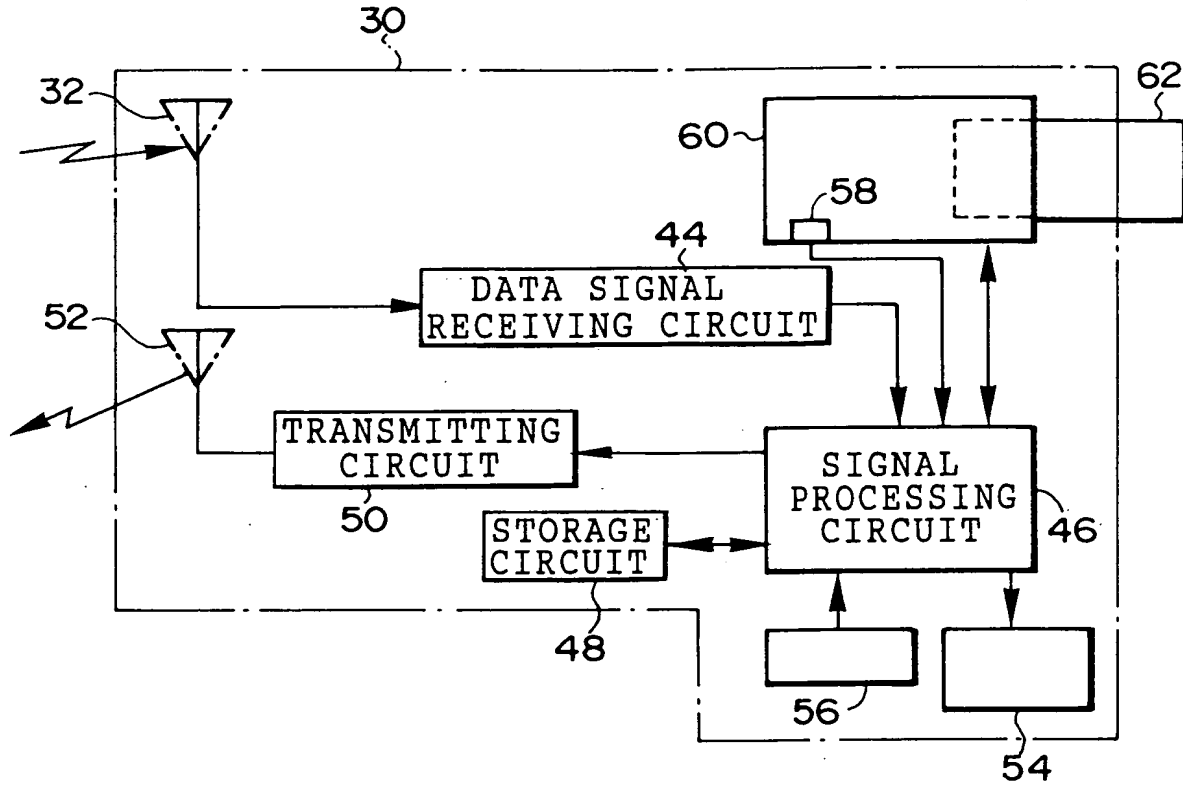 30
32
62
60
58
44
DATA SIGNAL
RECEIVING CIRCUIT
52
TRANSMITTING
CIRCUIT
50
SIGNAL
PROCESSING
CIRCUIT
46
STORAGE
CIRCUIT
48
56
54